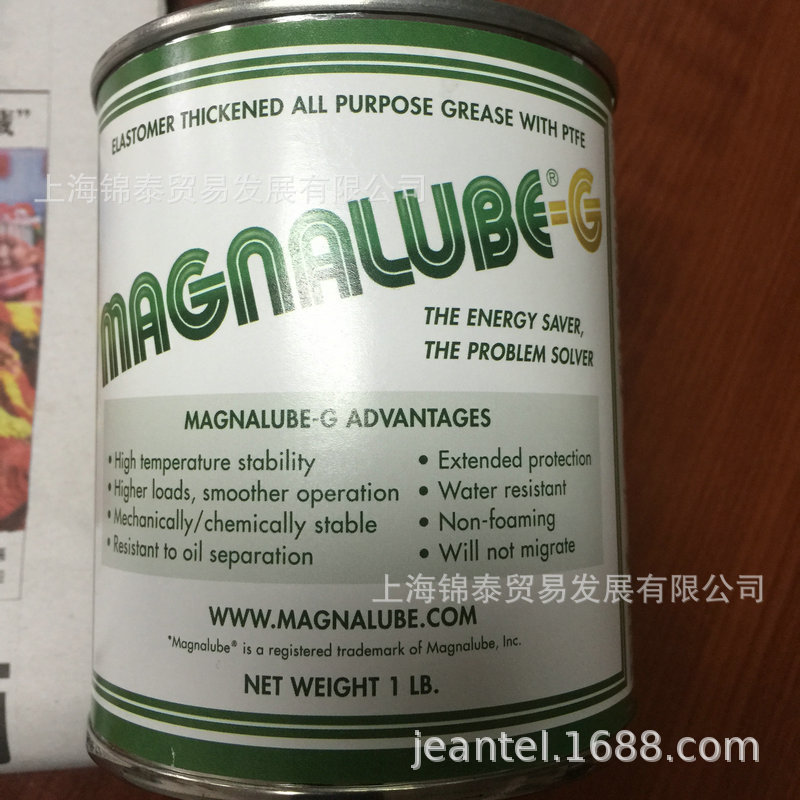 ELASTOMER THICKENED ALL PURPOSE GREASE WITH PTFE
上海锦泰贸易发展有限公司
MAGNALUBE®-G
THE ENERGY SAVER,
THE PROBLEM SOLVER
MAGNALUBE-G ADVANTAGES
• High temperature stability
• Higher loads, smoother operation
• Mechanically/chemically stable
• Resistant to oil separation
• Extended protection
• Water resistant
• Non-foaming
• Will not migrate
上海锦泰贸易发展有限公司
WWW.MAGNALUBE.COM
"Magnalube® is a registered trademark of Magnalube, Inc.
NET WEIGHT 1 LB.
jeantel.1688.com